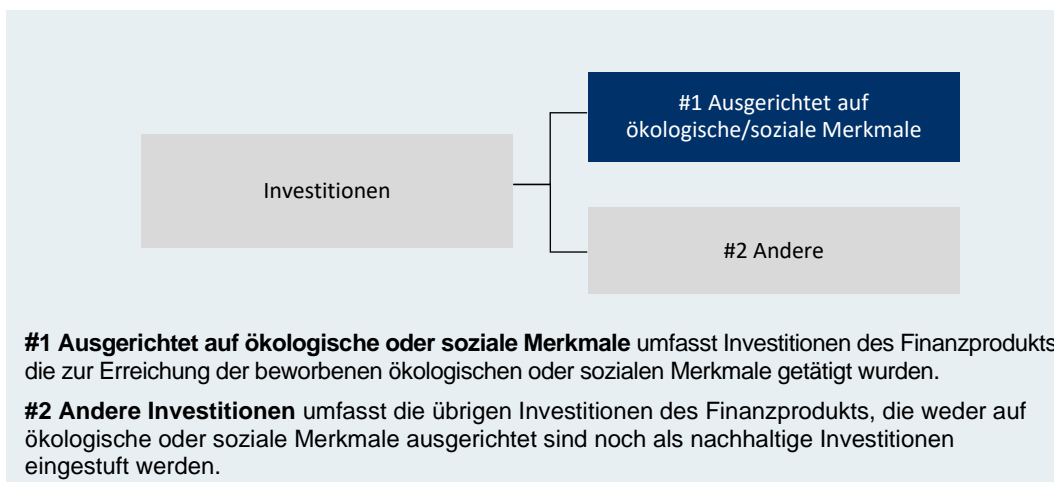 #1 Ausgerichtet auf
ökologische/soziale Merkmale
Investitionen
#2 Andere
#1 Ausgerichtet auf ökologische oder soziale Merkmale umfasst Investitionen des Finanzprodukts
die zur Erreichung der beworbenen ökologischen oder sozialen Merkmale getätigt wurden.
#2 Andere Investitionen umfasst die übrigen Investitionen des Finanzprodukts, die weder auf
ökologische oder soziale Merkmale ausgerichtet sind noch als nachhaltige Investitionen
eingestuft werden.